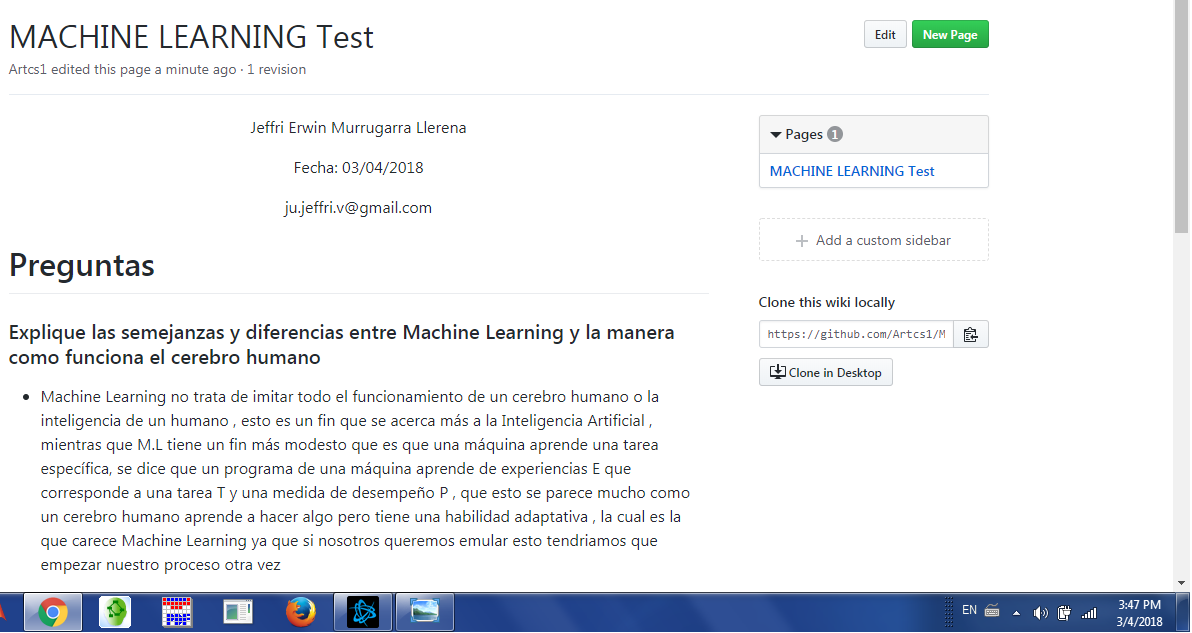 MACHINE LEARNING Test
Edit
New Page
Artcs1 edited this page a minute ago · 1 revision
Jeffri Erwin Murrugarra Llerena
Fecha: 03/04/2018
ju.jeffri.v@gmail.com
Pages 1
MACHINE LEARNING Test
+ Add a custom sidebar
Clone this wiki locally
https://github.com/Artcs1/M
Clone in Desktop
Preguntas
Explique las semejanzas y diferencias entre Machine Learning y la manera
como funciona el cerebro humano
• Machine Learning no trata de imitar todo el funcionamiento de un cerebro humano o la
inteligencia de un humano , esto es un fin que se acerca más a la Inteligencia Artificial ,
mientras que M.L tiene un fin más modesto que es que una máquina aprende una tarea
específica, se dice que un programa de una máquina aprende de experiencias E que
corresponde a una tarea T y una medida de desempeño P , que esto se parece mucho como
un cerebro humano aprende a hacer algo pero tiene una habilidad adaptativa , la cual es la
que carece Machine Learning ya que si nosotros queremos emular esto tendriamos que
empezar nuestro proceso otra vez
EN
3:47 PM
3/4/2018